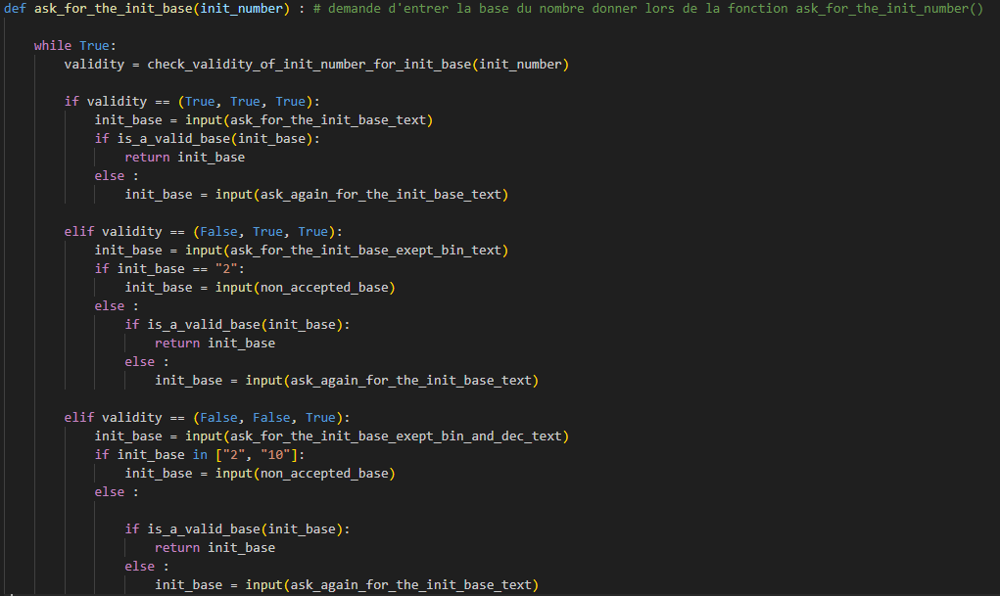 def ask_for_the_init_base(init_number) : # demande d'entrer la base du nombre donner lors de la fonction ask_for_the_init_number()
while True:
validity = check_validity_of_init_number_for_init_base(init_number)
if validity == (True, True, True):
init_base = input(ask_for_the_init_base_text)
if is_a_valid_base(init_base):
return init_base
else :
init_base = input(ask_again_for_the_init_base_text)
elif validity == (False, True, True):
init_base = input(ask_for_the_init_base_exept_bin_text)
if init_base == "2":
init_base = input(non_accepted_base)
else :
if is_a_valid_base(init_base):
return init_base
else :
init_base = input(ask_again_for_the_init_base_text)
elif validity == (False, False, True):
init_base = input(ask_for_the_init_base_exept_bin_and_dec_text)
if init_base in ["2", "10"]:
init_base = input(non_accepted_base)
else :
if is_a_valid_base(init_base):
return init_base
else :
init_base = input(ask_again_for_the_init_base_text)